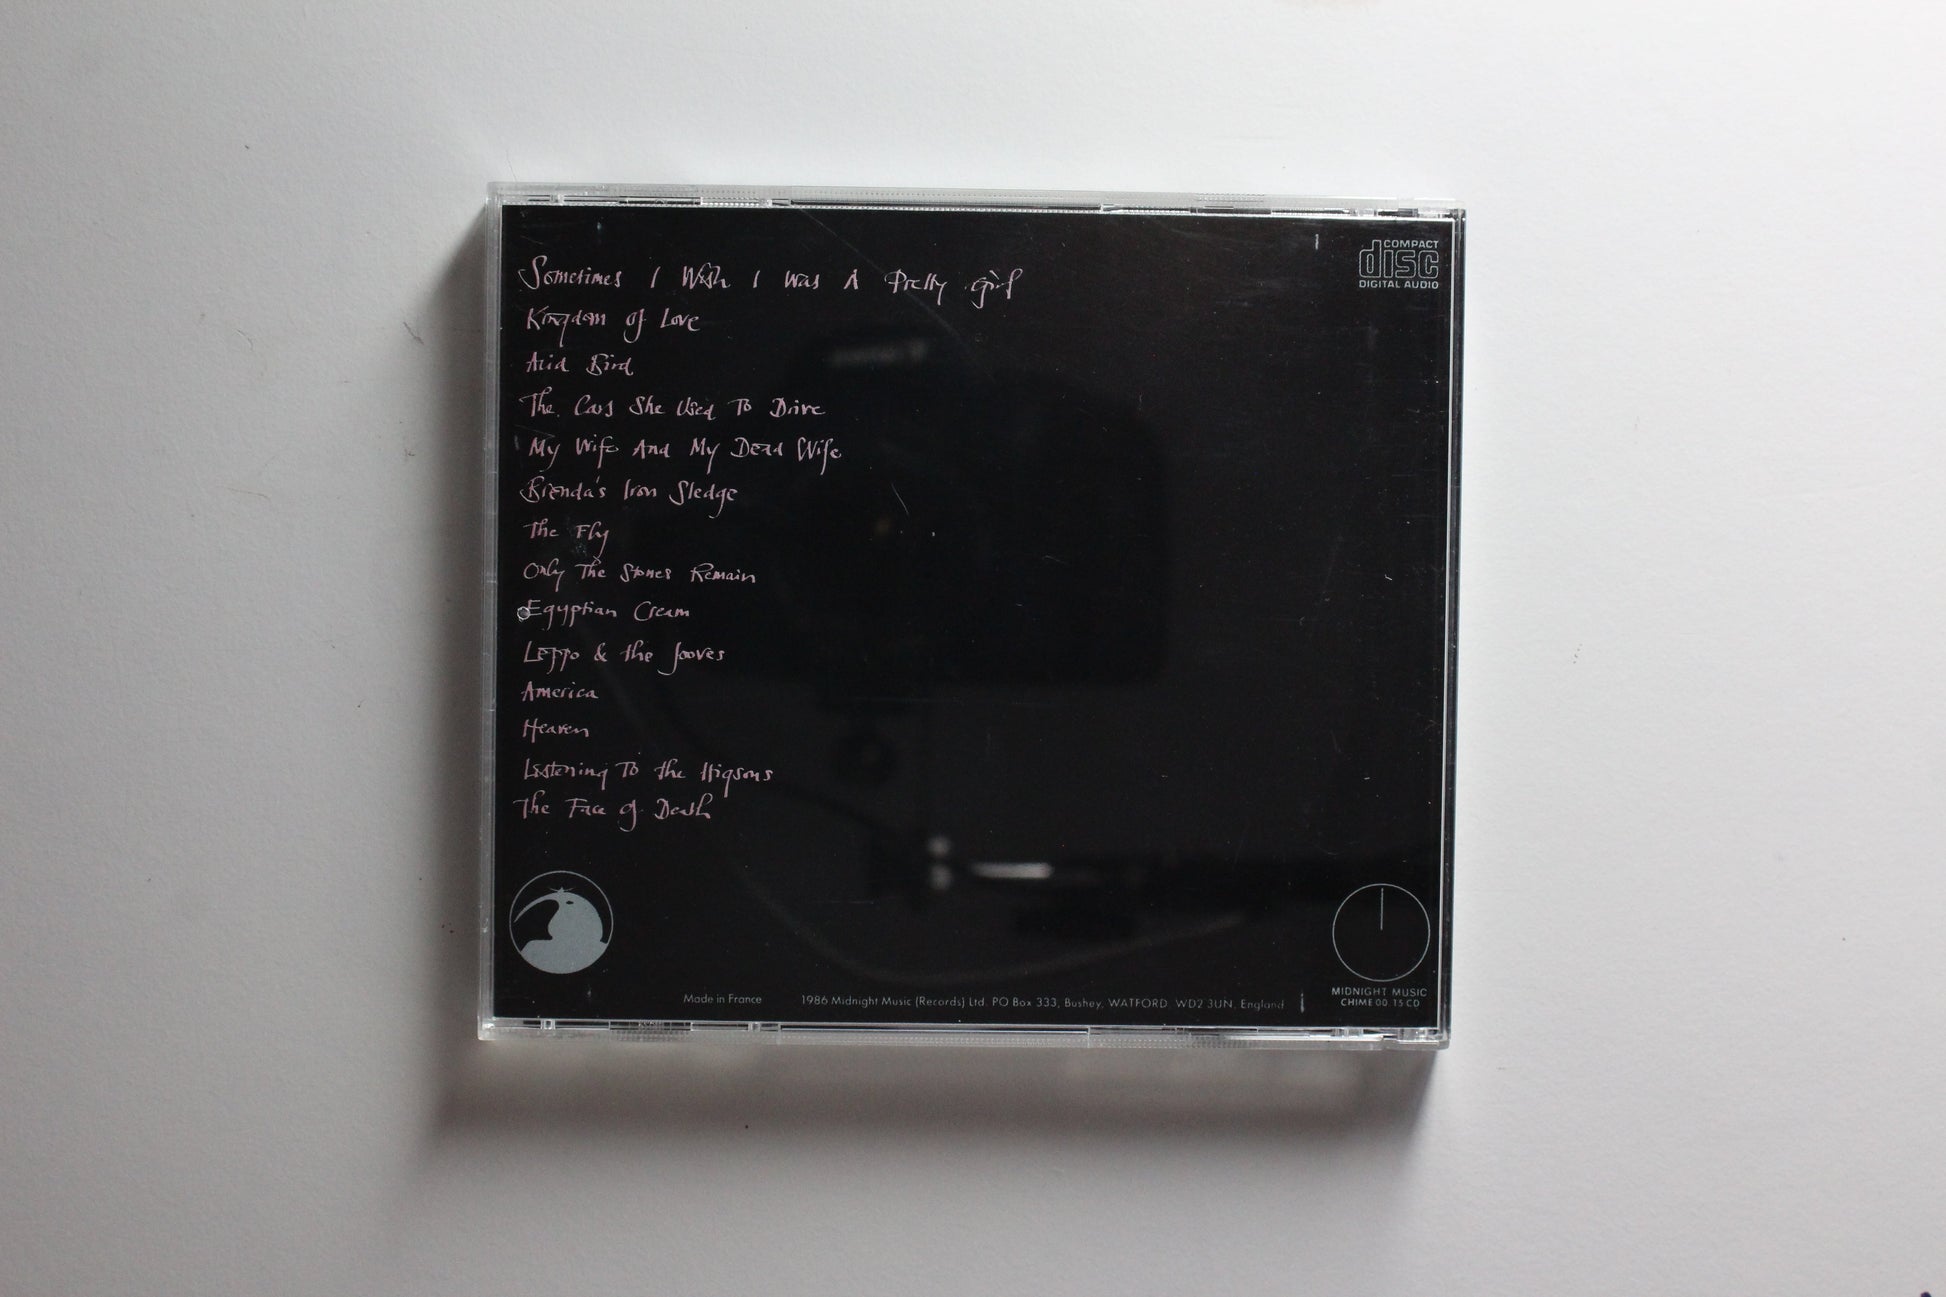 Sometimes I Wish I Was A Pretty girl
COMPACT
disc
DIGITAL AUDIO
Kingdom of Love
Acid Bird
The Cars She Used To Drive
My Wife And My Dead Wife
Brenda's Iron Sledge
The Fly
Only The Stones Remain
Egyptian Cream
Leppo & the Jooves
America
Heaven
Listening To the Higsons
The Face of Death
MIDNIGHT MUSIC
CHIME 00.15 CD
Made in France
1986 Midnight Music (Records) Ltd. PO Box 333, Bushey, WATFORD, WD2 3UN, England